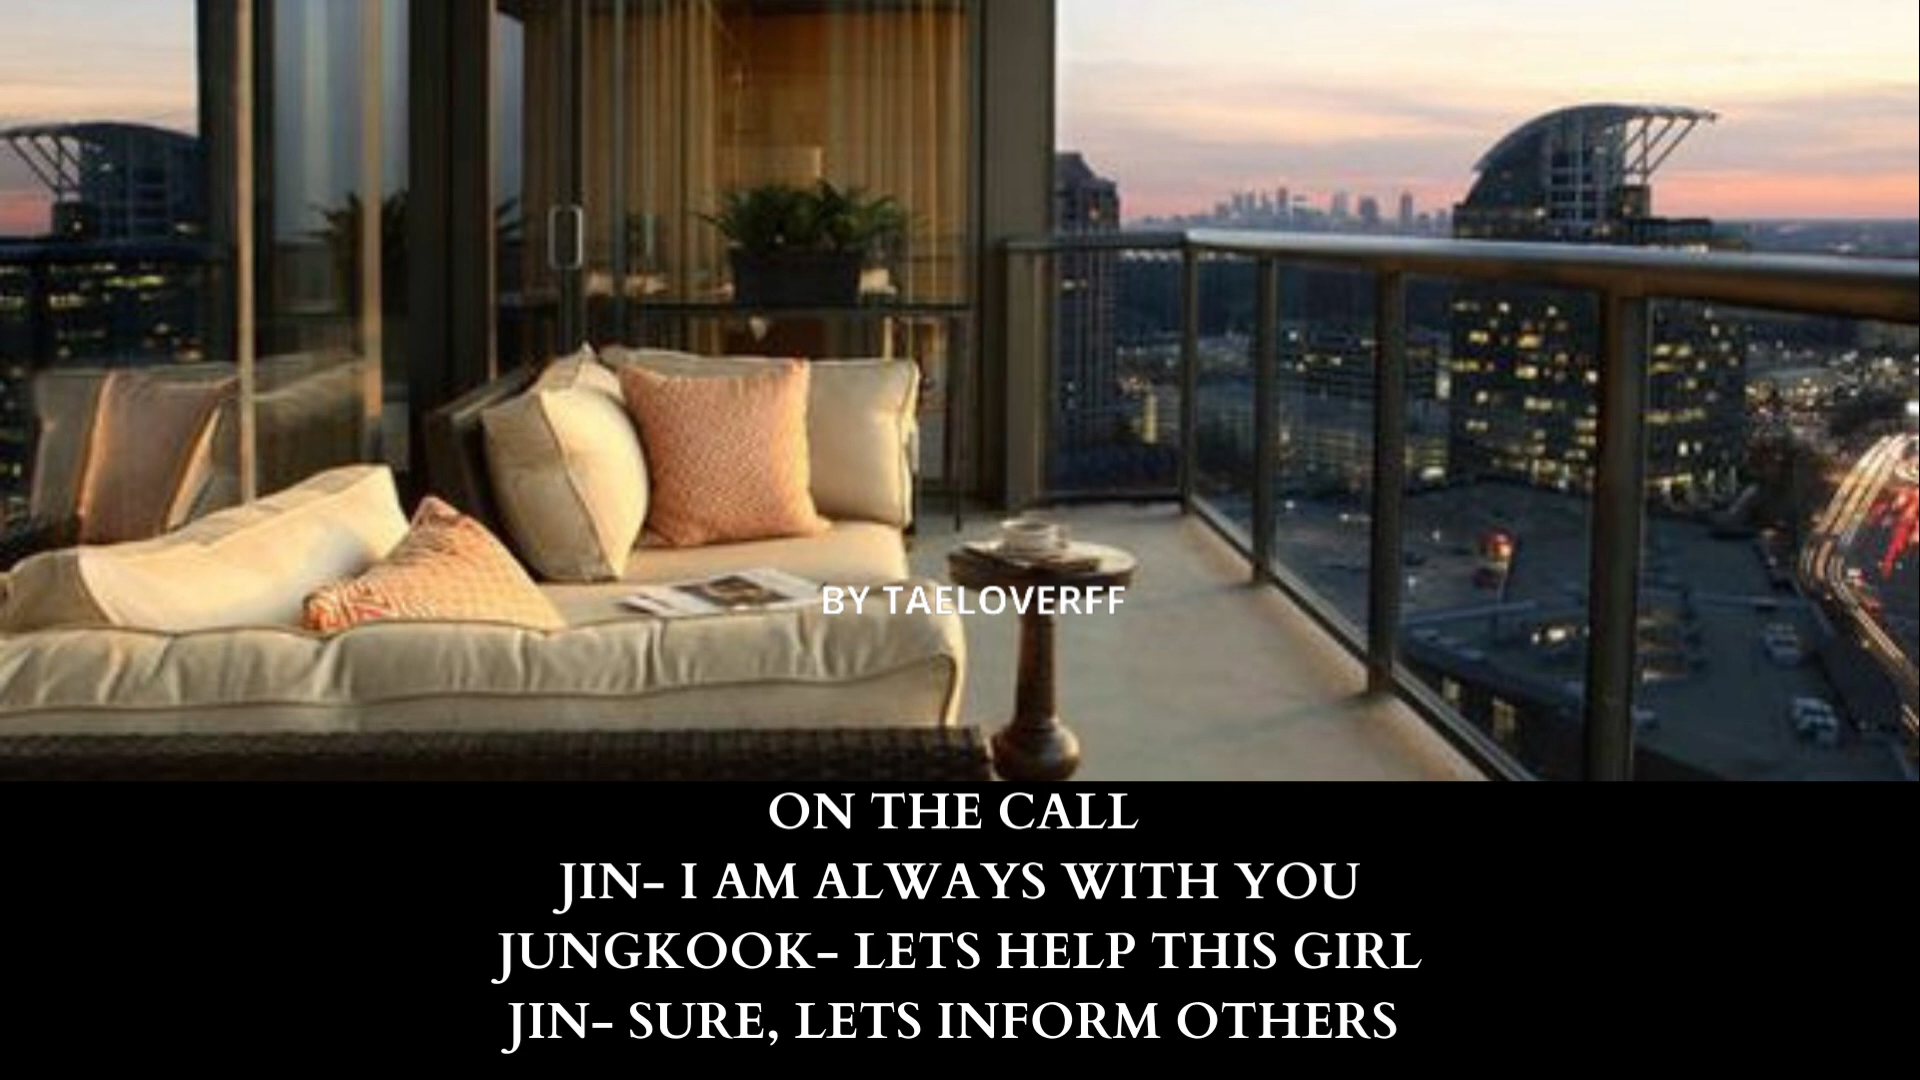 BY TAELOVERFF
ON THE CALL
JIN- I AM ALWAYS WITH YOU
JUNGKOOK- LETS HELP THIS GIRL
JIN- SURE, LETS INFORM OTHERS